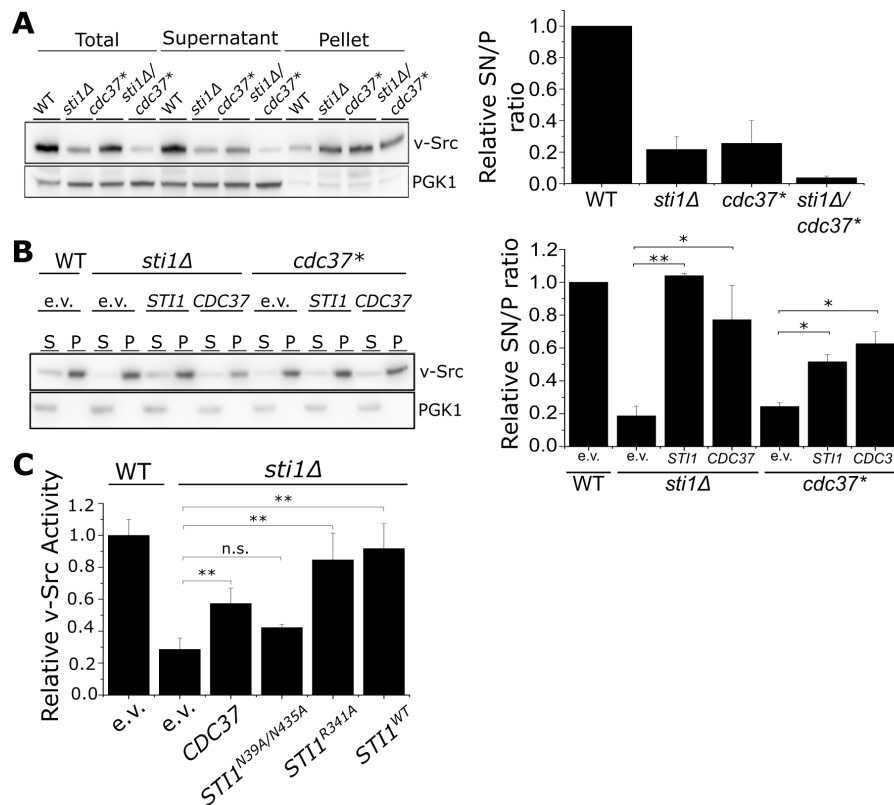 A
Total Supernatant Pellet
WT sti1Δ cdc37* sti1Δ/cdc37* WT sti1Δ cdc37* sti1Δ/cdc37* WT sti1Δ cdc37* sti1Δ/cdc37*
v-Src
PGK1
Relative SN/P
ratio
1.0
0.8
0.6
0.4
0.2
0.0
WT sti1Δ cdc37* sti1Δ/
cdc37*
B
WT sti1Δ cdc37*
e.v. e.v. STI1 CDC37 e.v. STI1 CDC37
S P S P S P S P S P S P S P
v-Src
PGK1
Relative SN/P ratio
1.0
0.8
0.6
0.4
0.2
0.0
*
**
*
*
e.v. e.v. STI1 CDC37 e.v. STI1 CDC3
WT sti1Δ cdc37*
C
WT sti1Δ
Relative v-Src Activity
1.2
1.0
0.8
0.6
0.4
0.2
0.0
**
**
n.s.
**
e.v. e.v. CDC37 STI1N39A/N435A STI1R341A STI1WT